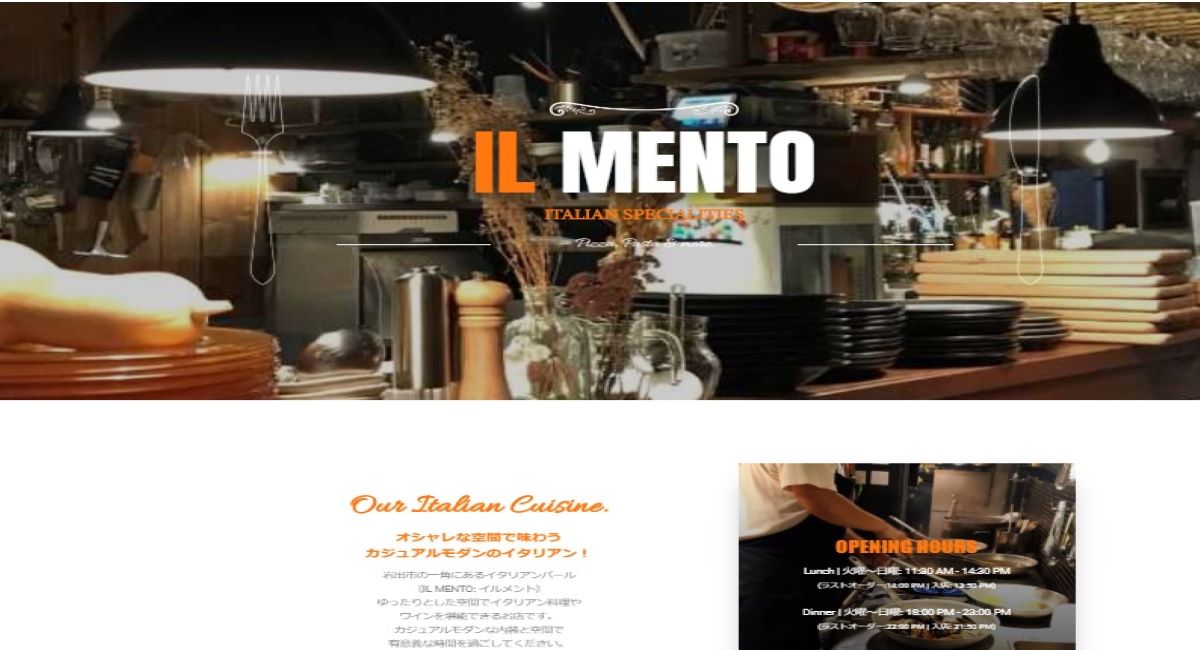 IL MENTO
ITALIAN SPECIALITIES
Pizza, Pasta & more
Our Italian Cuisine.
オシャレな空間で味わう
カジュアルモダンのイタリアン！
岩出市の一角にあるイタリアンバール
『IL MENTO: イルメント』
ゆったりとした空間でイタリアン料理や
ワインを堪能できるお店です。
カジュアルモダンな内装と空間で
有意義な時間を過ごしてください。
OPENING HOURS
Lunch | 火曜〜日曜: 11:30 AM - 14:30 PM
(ラストオーダー:14:00 PM | 入店: 13:30 PM)
Dinner | 火曜〜日曜: 18:00 PM - 23:00 PM
(ラストオーダー:22:00 PM | 入店: 21:30 PM)